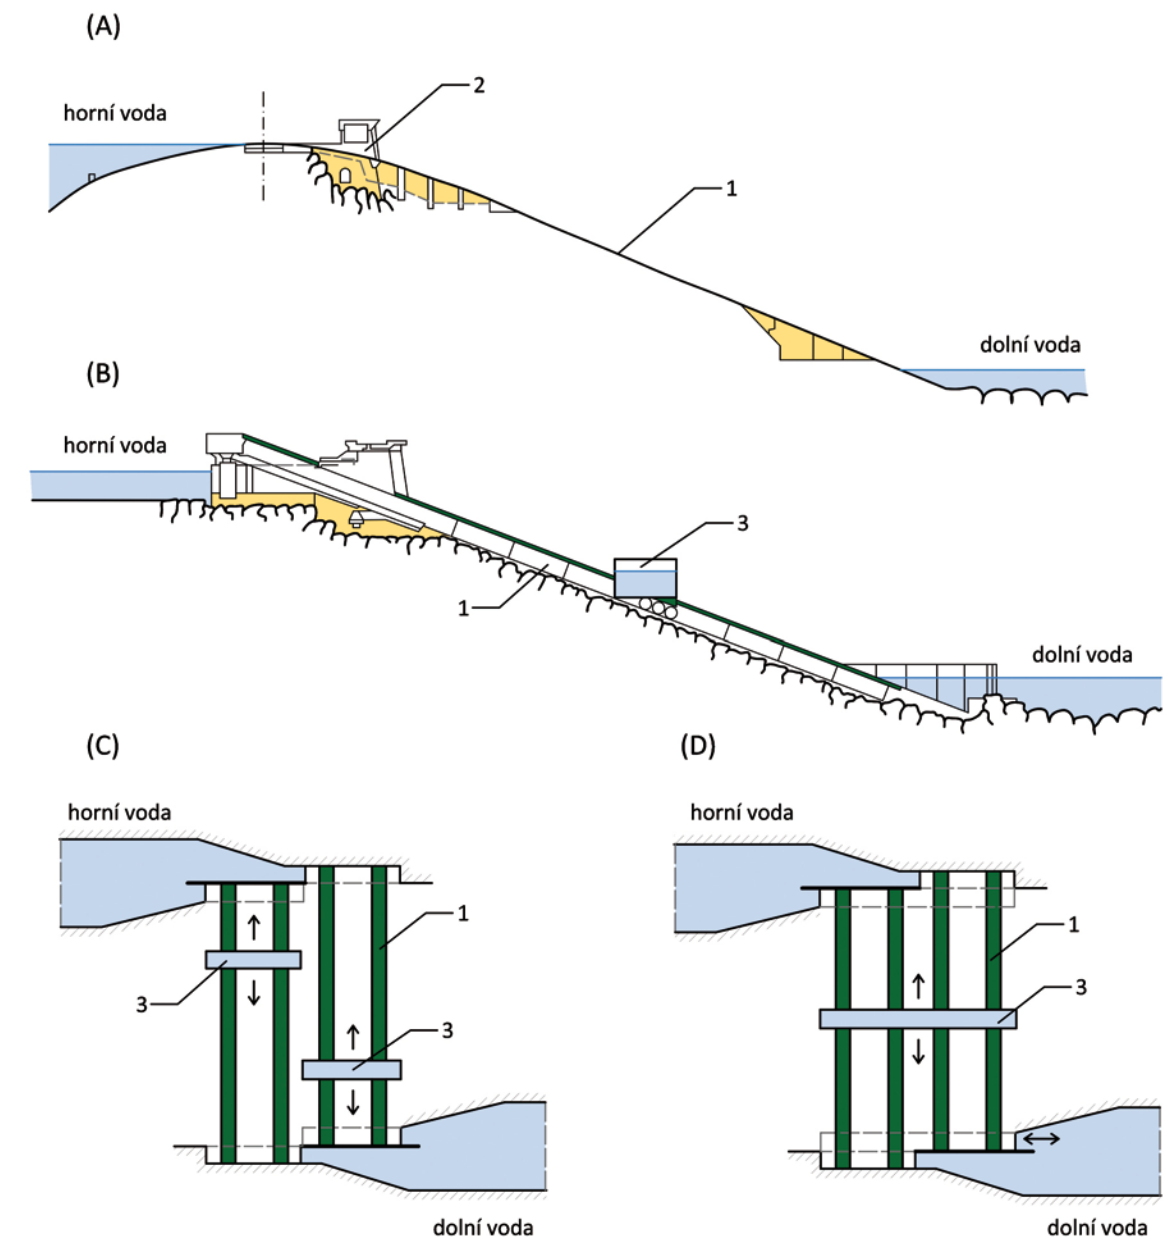 (A)
horní voda
2
1
dolní voda
(B)
horní voda
3
1
dolní voda
(C)
horní voda
1
3
3
dolní voda
(D)
horní voda
1
3
dolní voda